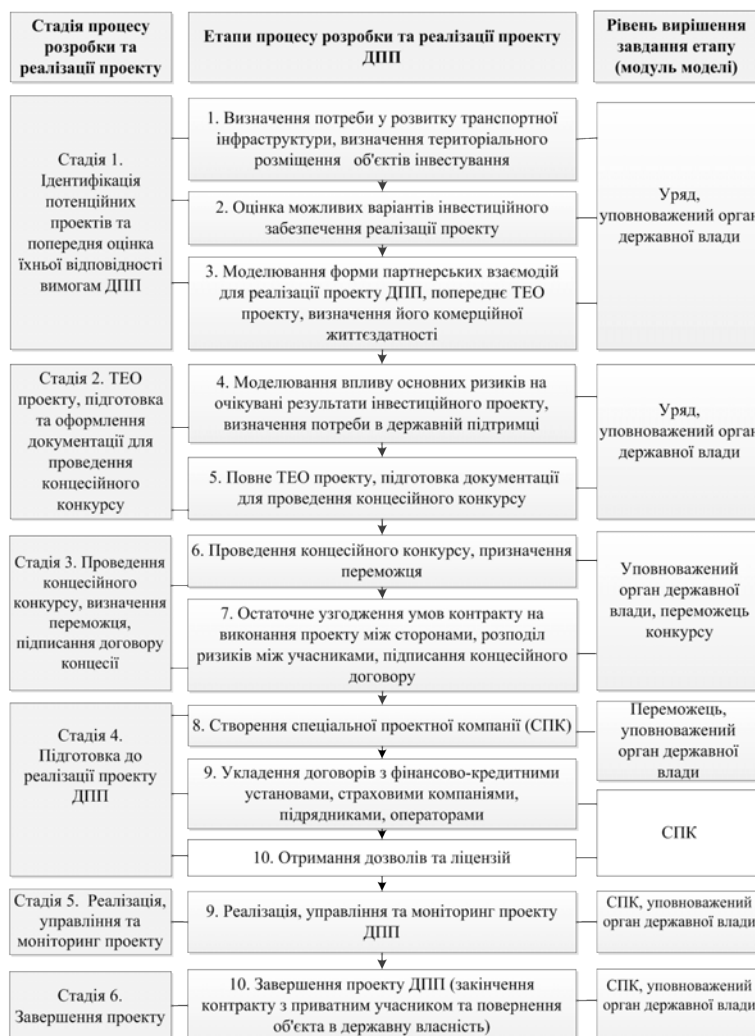 Стадія процесу
розробки та
реалізації проекту
Етапи процесу розробки та реалізації проекту
ДПП
Рівень вирішення
завдання етапу
(модуль моделі)
Стадія 1.
Ідентифікація
потенційних
проектів та
попередня оцінка
їхньої відповідності
вимогам ДПП
1. Визначення потреби у розвитку транспортної
інфраструктури, визначення територіального
розміщення об'єктів інвестування
2. Оцінка можливих варіантів інвестиційного
забезпечення реалізації проекту
3. Моделювання форми партнерських взаємодій
для реалізації проекту ДПП, попереднє ТЕО
проекту, визначення його комерційної
життєздатності
Уряд,
уповноважений орган
державної влади
Стадія 2. ТЕО
проекту, підготовка
та оформлення
документації для
проведення
концесійного
конкурсу
4. Моделювання впливу основних ризиків на
очікувані результати інвестиційного проекту,
визначення потреби в державній підтримці
5. Повне ТЕО проекту, підготовка документації
для проведення концесійного конкурсу
Уряд,
уповноважений орган
державної влади
Стадія 3. Проведення
концесійного
конкурсу, визначення
переможця,
підписання договору
концесії
6. Проведення концесійного конкурсу, призначення
переможця
7. Остаточне узгодження умов контракту на
виконання проекту між сторонами, розподіл
ризиків між учасниками, підписання концесійного
договору
Уповноважений
орган державної
влади, переможець
конкурсу
Стадія 4.
Підготовка до
реалізації проекту
ДПП
8. Створення спеціальної проектної компанії (СПК)
9. Укладення договорів з фінансово-кредитними
установами, страховими компаніями,
підрядниками, операторами
10. Отримання дозволів та ліцензій
Переможець,
уповноважений
орган державної
влади
СПК
Стадія 5. Реалізація,
управління та
моніторинг проекту
9. Реалізація, управління та моніторинг проекту
ДПП
СПК, уповноважений
орган державної влади
Стадія 6.
Завершення проекту
10. Завершення проекту ДПП (закінчення
контракту з приватним учасником та повернення
об'єкта в державну власність)
СПК, уповноважений
орган державної влади